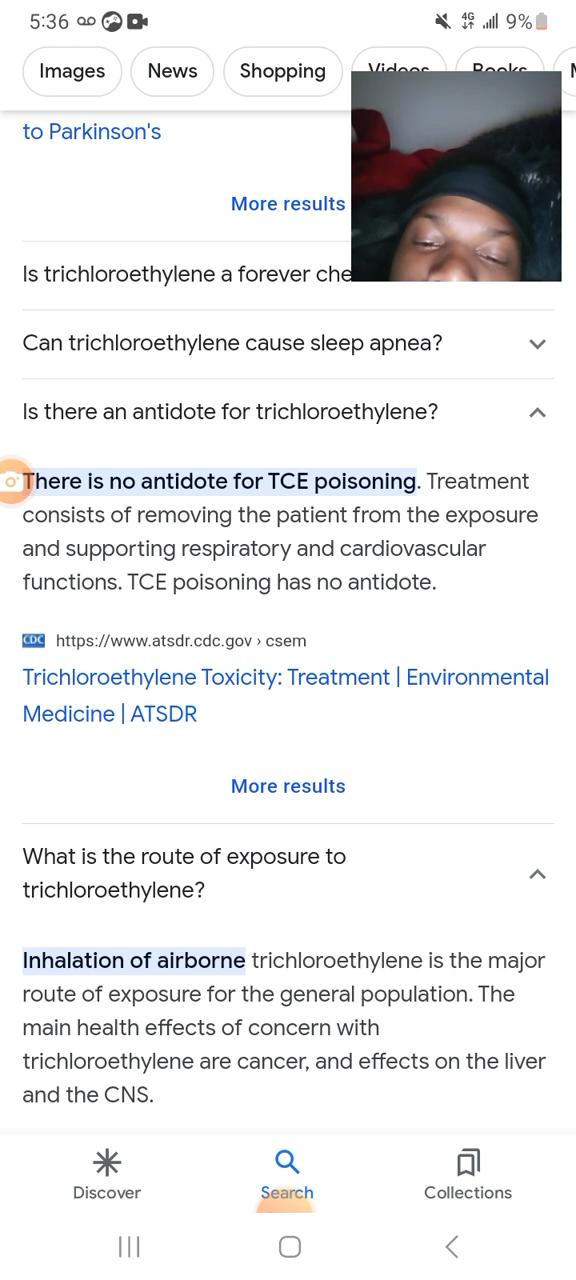 5:36
4G
9%
Images
News
Shopping
Videos
Books
to Parkinson's
More results
Is trichloroethylene a forever che
Can trichloroethylene cause sleep apnea?
Is there an antidote for trichloroethylene?
There is no antidote for TCE poisoning. Treatment
consists of removing the patient from the exposure
and supporting respiratory and cardiovascular
functions. TCE poisoning has no antidote.
CDC https://www.atsdr.cdc.gov › csem
Trichloroethylene Toxicity: Treatment | Environmental
Medicine | ATSDR
More results
What is the route of exposure to
trichloroethylene?
Inhalation of airborne trichloroethylene is the major
route of exposure for the general population. The
main health effects of concern with
trichloroethylene are cancer, and effects on the liver
and the CNS.
Discover
Search
Collections